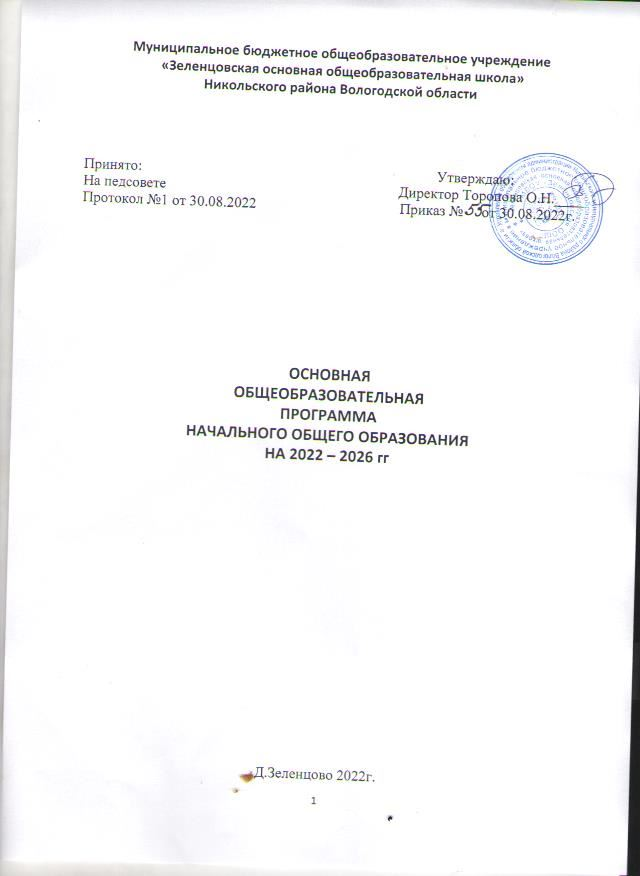 Муниципальное бюджетное общеобразовательное учреждение
«Зеленцовская основная общеобразовательная школа»
Никольского района Вологодской области
Принято:
На педсовете
Протокол №1 от 30.08.2022
Утверждаю:
Директор Торопова О.Н.
Приказ №55от 30.08.2022г.
ОСНОВНАЯ
ОБЩЕОБРАЗОВАТЕЛЬНАЯ
ПРОГРАММА
НАЧАЛЬНОГО ОБЩЕГО ОБРАЗОВАНИЯ
НА 2022 – 2026 гг
Д.Зеленцово 2022г.
1